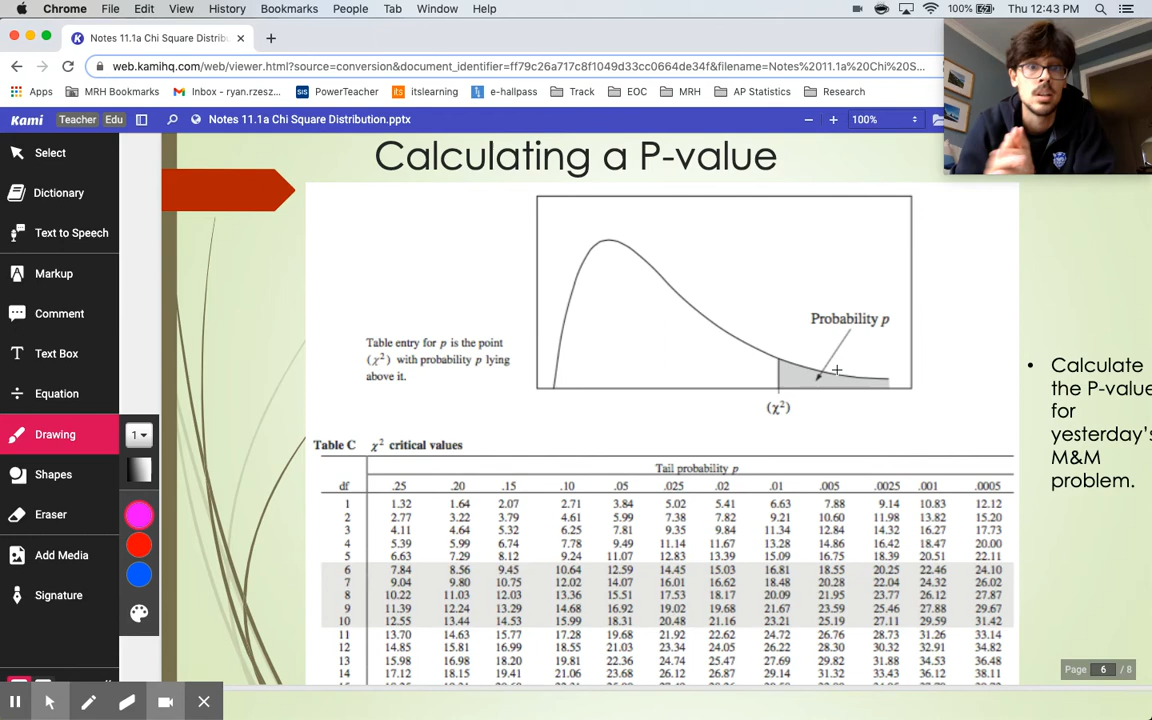 Chrome File Edit View History Bookmarks People Tab Window Help 100% Thu 12:43 PM
Notes 11.1a Chi Square Distrib
web.kamihq.com/web/viewer.html?source=conversion&document_identifier=ff79c26a717c8f1049d33cc0664de34f&filename=Notes%2011.1a%20Chi%20S...
Apps MRH Bookmarks Inbox - ryan.rzesz... PowerTeacher itslearning e-hallpass Track EOC MRH AP Statistics Research
Kami Teacher Edu Notes 11.1a Chi Square Distribution.pptx 100%
Select
Dictionary
Text to Speech
Markup
Comment
Text Box
Equation
Drawing
Shapes
Eraser
Add Media
Signature
1
Calculating a P-value
Probability p
Table entry for p is the point
(χ²) with probability p lying
above it.
(χ²)
• Calculate
the P-value
for
yesterday's
M&M
problem.
Table C χ² critical values
Tail probability p
df .25 .20 .15 .10 .05 .025 .02 .01 .005 .0025 .001 .0005
1 1.32 1.64 2.07 2.71 3.84 5.02 5.41 6.63 7.88 9.14 10.83 12.12
2 2.77 3.22 3.79 4.61 5.99 7.38 7.82 9.21 10.60 11.98 13.82 15.20
3 4.11 4.64 5.32 6.25 7.81 9.35 9.84 11.34 12.84 14.32 16.27 17.73
4 5.39 5.99 6.74 7.78 9.49 11.14 11.67 13.28 14.86 16.42 18.47 20.00
5 6.63 7.29 8.12 9.24 11.07 12.83 13.39 15.09 16.75 18.39 20.51 22.11
6 7.84 8.56 9.45 10.64 12.59 14.45 15.03 16.81 18.55 20.25 22.46 24.10
7 9.04 9.80 10.75 12.02 14.07 16.01 16.62 18.48 20.28 22.04 24.32 26.02
8 10.22 11.03 12.03 13.36 15.51 17.53 18.17 20.09 21.95 23.77 26.12 27.87
9 11.39 12.24 13.29 14.68 16.92 19.02 19.68 21.67 23.59 25.46 27.88 29.67
10 12.55 13.44 14.53 15.99 18.31 20.48 21.16 23.21 25.19 27.11 29.59 31.42
11 13.70 14.63 15.77 17.28 19.68 21.92 22.62 24.72 26.76 28.73 31.26 33.14
12 14.85 15.81 16.99 18.55 21.03 23.34 24.05 26.22 28.30 30.32 32.91 34.82
13 15.98 16.98 18.20 19.81 22.36 24.74 25.47 27.69 29.82 31.88 34.53 36.48
14 17.12 18.15 19.41 21.06 23.68 26.12 26.87 29.14 31.32 33.43 36.12 38.11
Page 6 / 8